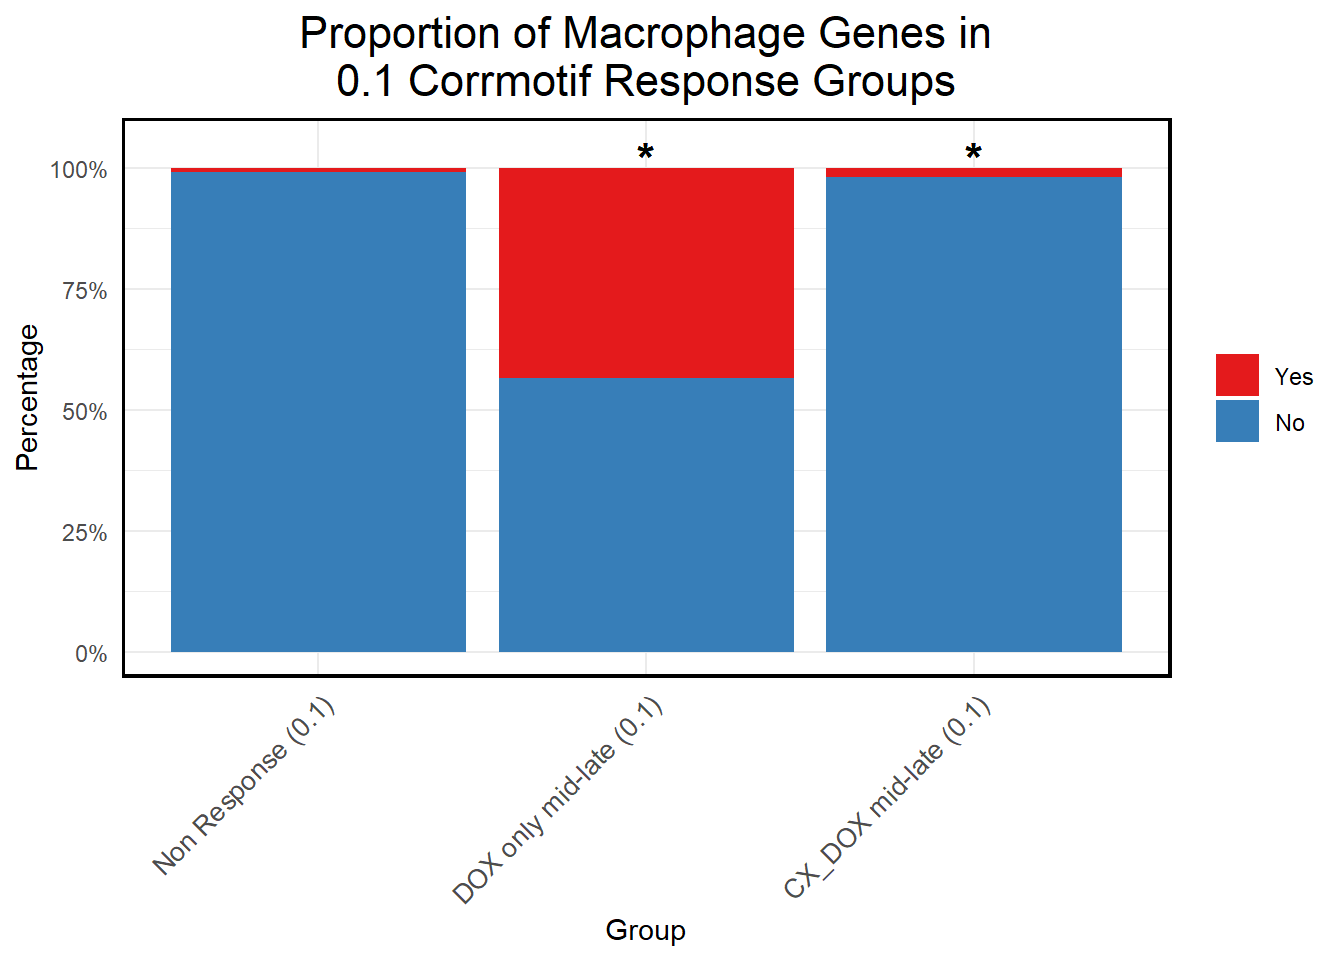 Proportion of Macrophage Genes in
0.1 Corrmotif Response Groups
*
*
100%
75%
50%
25%
0%
Percentage
Yes
No
Non Response (0.1)
DOX only mid-late (0.1)
CX_DOX mid-late (0.1)
Group